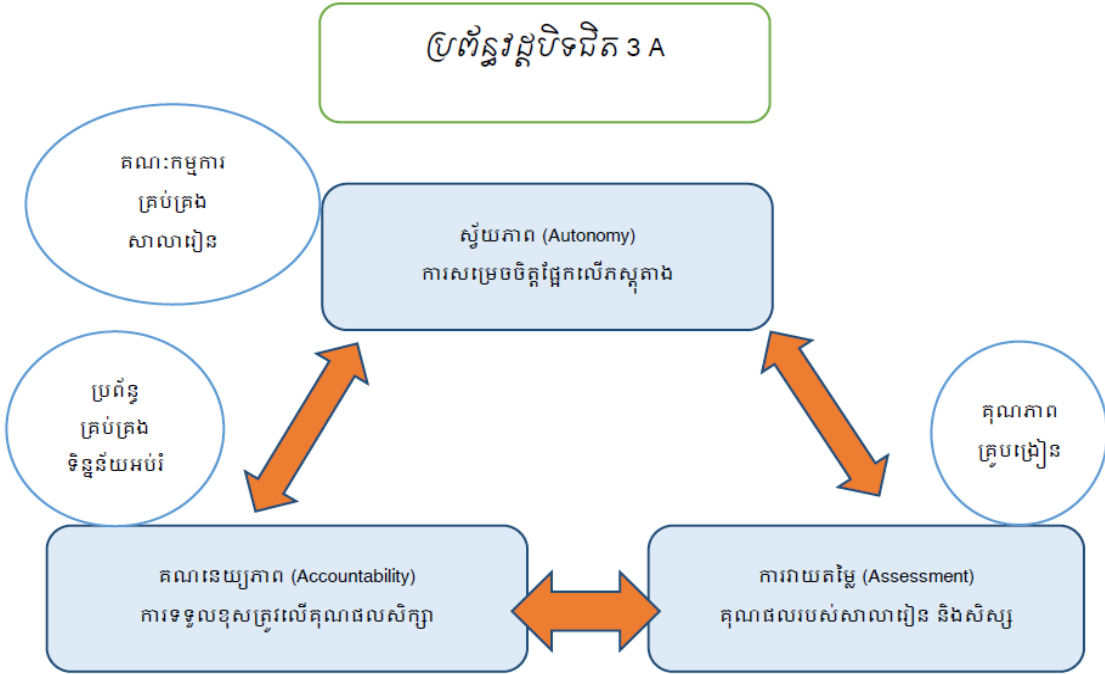 ប្រព័ន្ធវដ្តបិទជិត 3 A
គណៈកម្មការ
គ្រប់គ្រង
សាលារៀន
ស្វ័យភាព (Autonomy)
ការសម្រេចចិត្តផ្អែកលើភស្តុតាង
ប្រព័ន្ធ
គ្រប់គ្រង
ទិន្នន័យអប់រំ
គុណភាព
គ្រូបង្រៀន
គណនេយ្យភាព (Accountability)
ការទទួលខុសត្រូវលើគុណផលសិក្សា
ការវាយតម្លៃ (Assessment)
គុណផលរបស់សាលារៀន និងសិស្ស